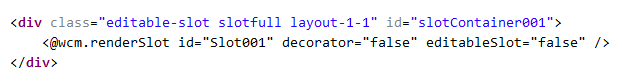 <div class="editable-slot slotfull layout-1-1" id="slotContainer001">
    <@wcm.renderSlot id="Slot001" decorator="false" editableSlot="false" />
</div>